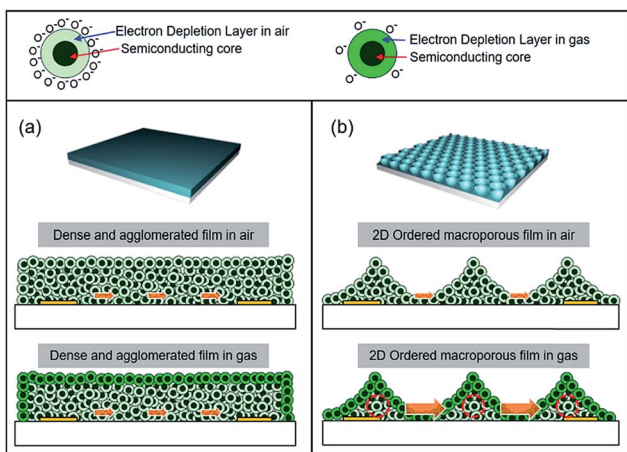 Electron Depletion Layer in air
Semiconducting core
Electron Depletion Layer in gas
Semiconducting core
(a)
(b)
Dense and agglomerated film in air
2D Ordered macroporous film in air
Dense and agglomerated film in gas
2D Ordered macroporous film in gas